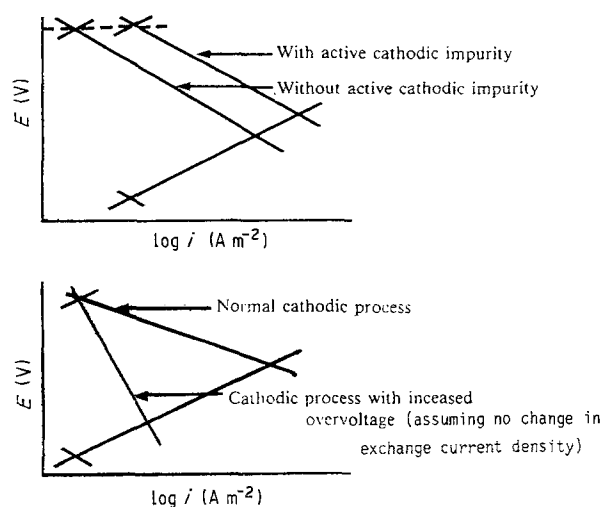 With active cathodic impurity
Without active cathodic impurity
E (V)
log i (A m⁻²)
Normal cathodic process
Cathodic process with inceased
overvoltage (assuming no change in
exchange current density)
E (V)
log i (A m⁻²)